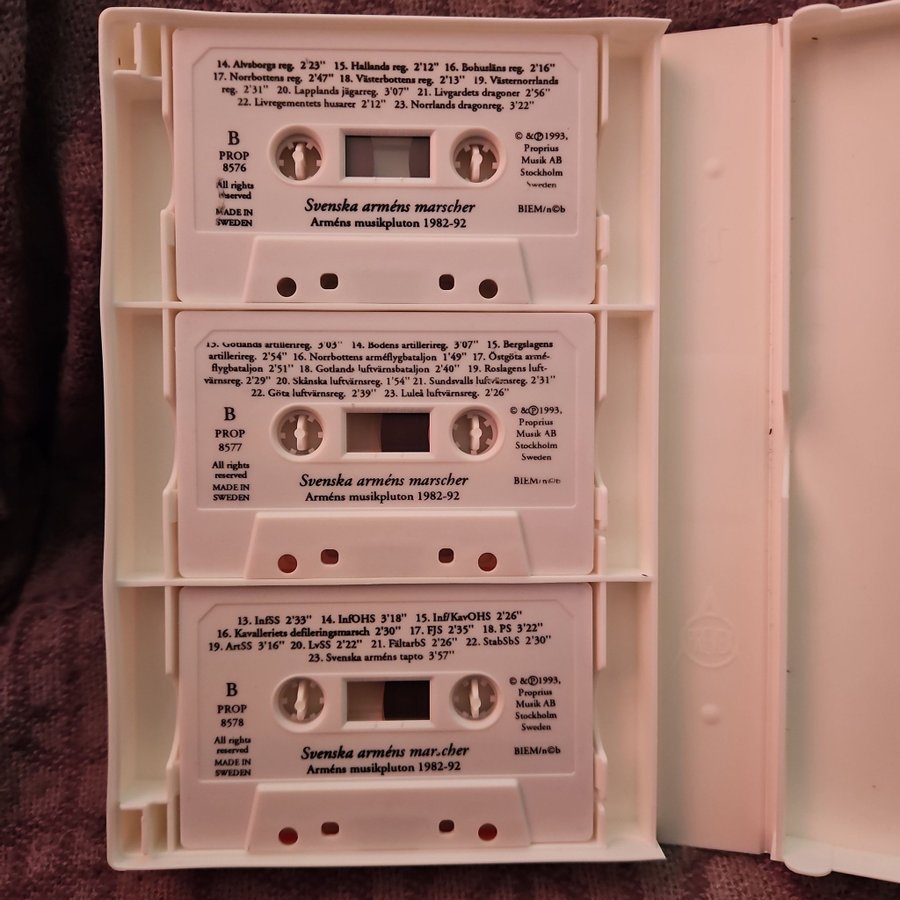 14. Älvsborgs reg. 2'23" 15. Hallands reg. 2'12" 16. Bohusläns reg. 2'16"
17. Norrbottens reg. 2'47" 18. Västerbottens reg. 2'13" 19. Västernorrlands
reg. 2'31" 20. Lapplands jägarreg. 3'07" 21. Livgardets dragoner 2'56"
22. Livregementets husarer 2'12" 23. Norrlands dragonreg. 3'22"
B
PROP
8576
All rights
reserved
MADE IN
SWEDEN
© &℗1993,
Proprius
Musik AB
Stockholm
Sweden
BIEM/n©b
Svenska arméns marscher
Arméns musikpluton 1982-92
13. Gotlands artillerireg. 3'03" 14. Bodens artillerireg. 3'07" 15. Bergslagens
artillerireg. 2'54" 16. Norrbottens arméflygbataljon 1'49" 17. Östgöta armé-
flygbataljon 2'51" 18. Gotlands luftvärnsbataljon 2'40" 19. Roslagens luft-
värnsreg. 2'29" 20. Skånska luftvärnsreg. 1'54" 21. Sundsvalls luftvärnsreg. 2'31"
22. Göta luftvärnsreg. 2'39" 23. Luleå luftvärnsreg. 2'26"
B
PROP
8577
All rights
reserved
MADE IN
SWEDEN
© &℗1993,
Proprius
Musik AB
Stockholm
Sweden
BIEM/n©b
Svenska arméns marscher
Arméns musikpluton 1982-92
13. InfSS 2'33" 14. InfOHS 3'18" 15. Inf/KavOHS 2'26"
16. Kavalleriets defileringsmarsch 2'30" 17. FJS 2'35" 18. PS 3'22"
19. ArtSS 3'16" 20. LvSS 2'22" 21. FältarbS 2'26" 22. StabSbS 2'30"
23. Svenska arméns tapto 3'57"
B
PROP
8578
All rights
reserved
MADE IN
SWEDEN
© &℗1993,
Proprius
Musik AB
Stockholm
Sweden
BIEM/n©b
Svenska arméns marscher
Arméns musikpluton 1982-92